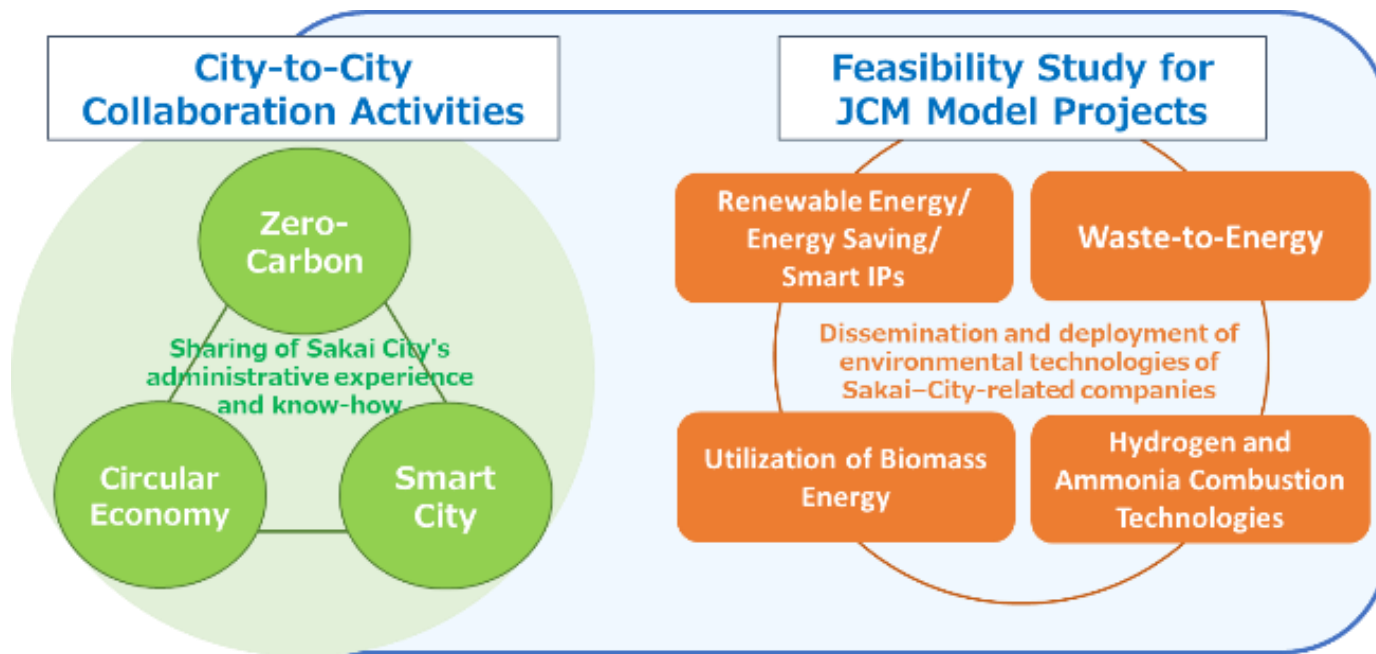 City-to-City
Collaboration Activities
Zero-
Carbon
Sharing of Sakai City's
administrative experience
and know-how
Circular
Economy
Smart
City
Feasibility Study for
JCM Model Projects
Renewable Energy/
Energy Saving/
Smart IPs
Waste-to-Energy
Dissemination and deployment of
environmental technologies of
Sakai–City-related companies
Utilization of Biomass
Energy
Hydrogen and
Ammonia Combustion
Technologies